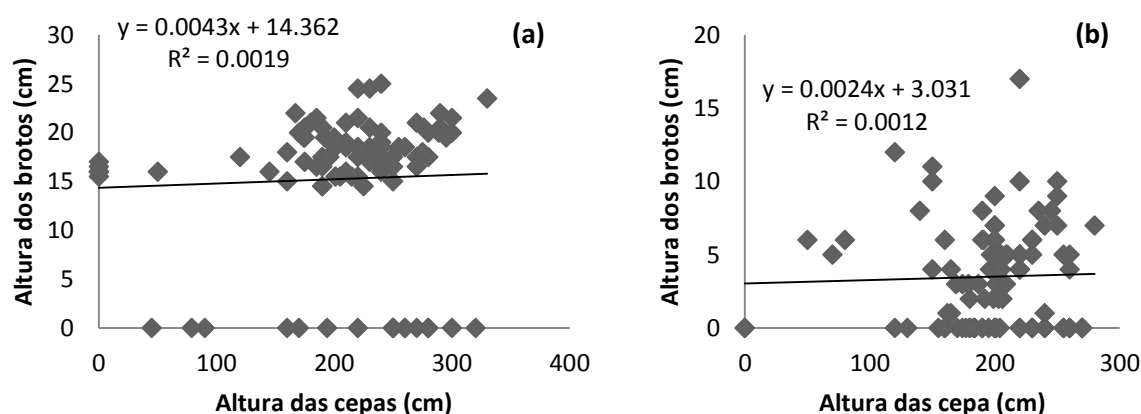 y = 0.0043x + 14.362
R² = 0.0019
(a)
Altura dos brotos (cm)
30
25
20
15
10
5
0
0 100 200 300 400
Altura das cepas (cm)
(b)
y = 0.0024x + 3.031
R² = 0.0012
Altura dos brotos (cm)
20
15
10
5
0
0 100 200 300
Altura das cepa (cm)